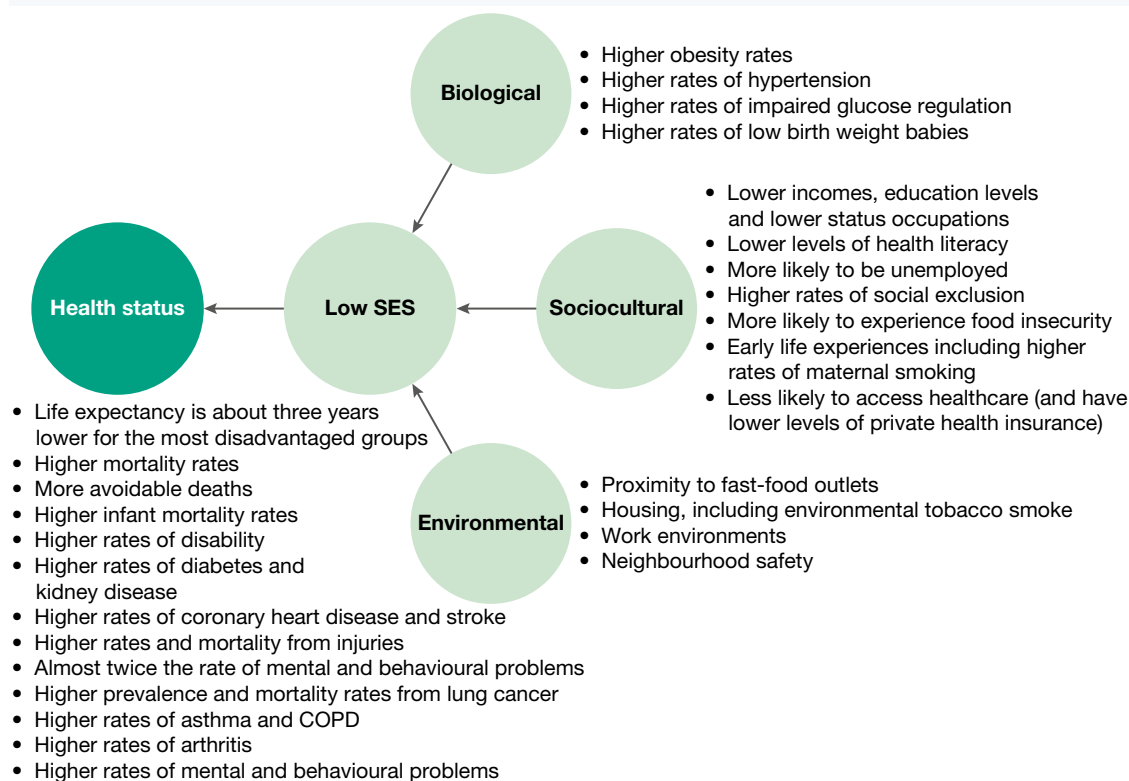 Biological
• Higher obesity rates
• Higher rates of hypertension
• Higher rates of impaired glucose regulation
• Higher rates of low birth weight babies
Health status
Low SES
Sociocultural
• Lower incomes, education levels
and lower status occupations
• Lower levels of health literacy
• More likely to be unemployed
• Higher rates of social exclusion
• More likely to experience food insecurity
• Early life experiences including higher
rates of maternal smoking
• Less likely to access healthcare (and have
lower levels of private health insurance)
Environmental
• Proximity to fast-food outlets
• Housing, including environmental tobacco smoke
• Work environments
• Neighbourhood safety
• Life expectancy is about three years
lower for the most disadvantaged groups
• Higher mortality rates
• More avoidable deaths
• Higher infant mortality rates
• Higher rates of disability
• Higher rates of diabetes and
kidney disease
• Higher rates of coronary heart disease and stroke
• Higher rates and mortality from injuries
• Almost twice the rate of mental and behavioural problems
• Higher prevalence and mortality rates from lung cancer
• Higher rates of asthma and COPD
• Higher rates of arthritis
• Higher rates of mental and behavioural problems